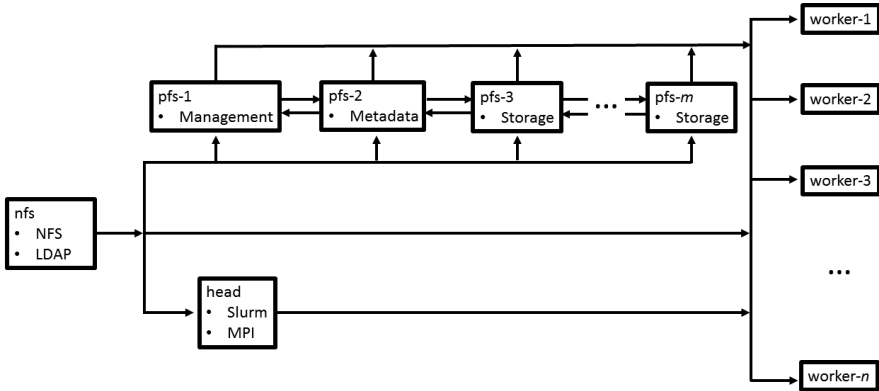 worker-1
pfs-1
• Management
pfs-2
• Metadata
pfs-3
• Storage
...
pfs-m
• Storage
worker-2
worker-3
nfs
• NFS
• LDAP
...
head
• Slurm
• MPI
worker-n